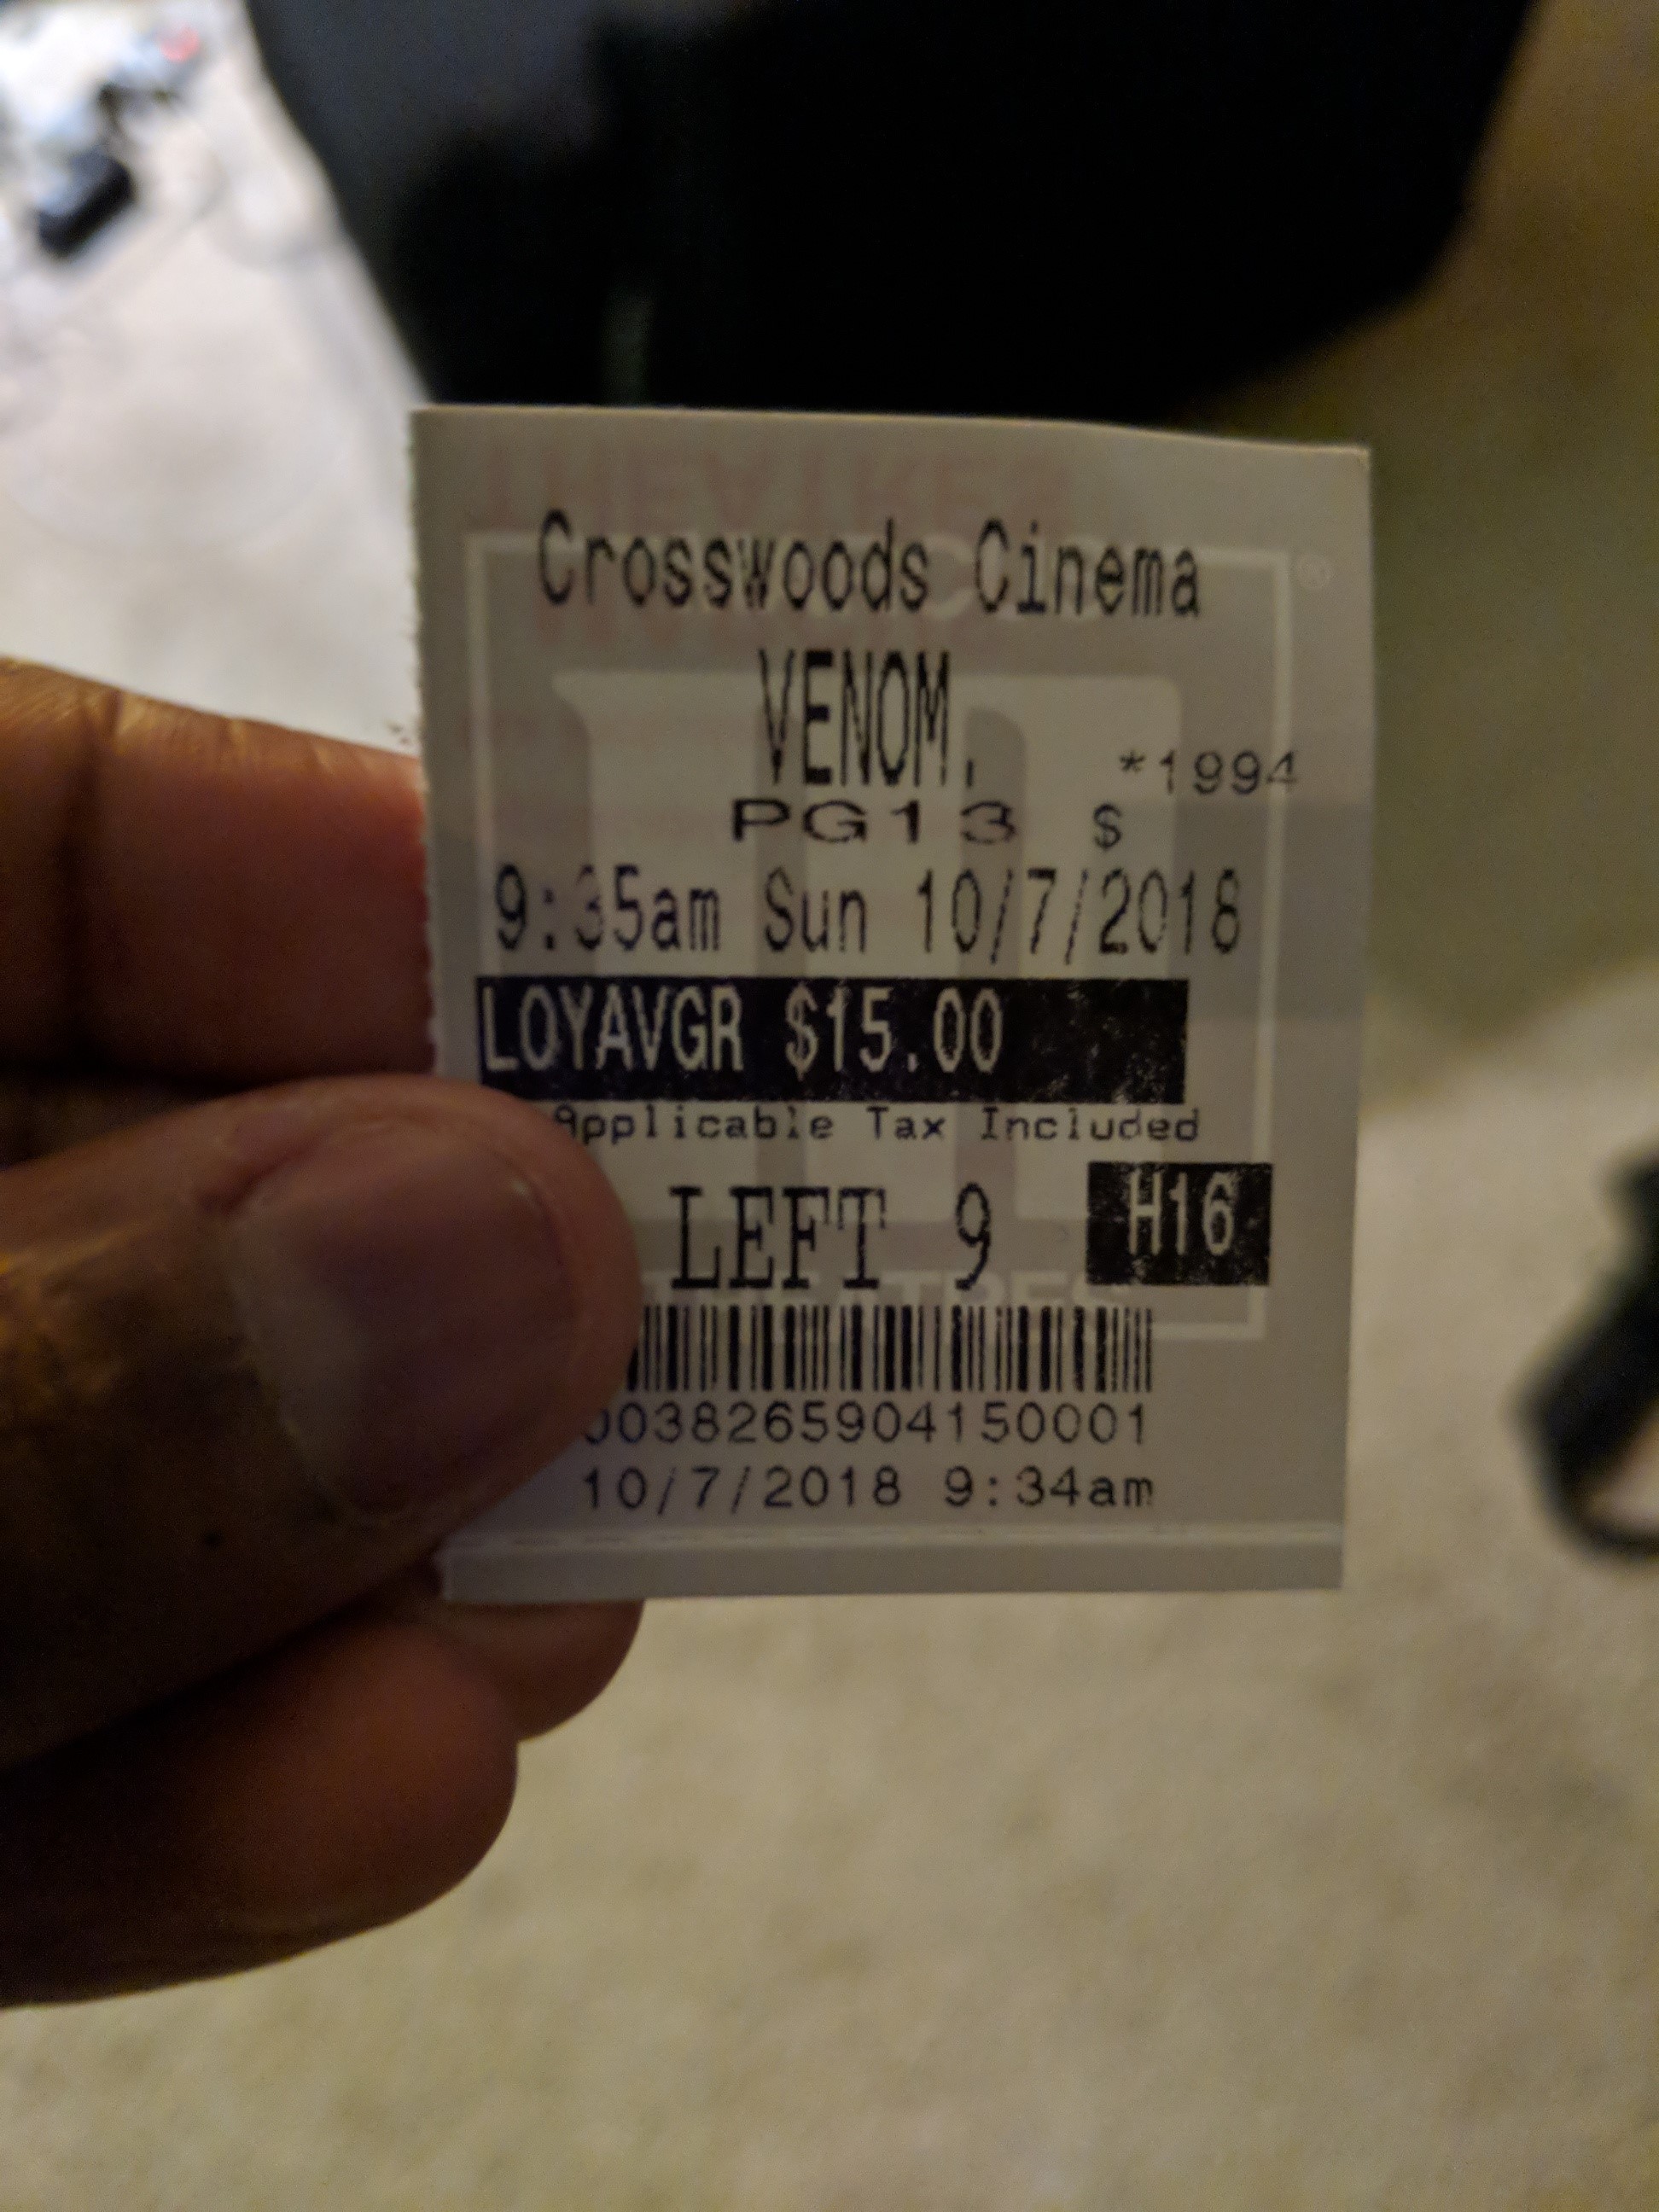 Crosswoods Cinema
VENOM,
*1994
PG13 $
9:35am Sun 10/7/2018
LOYAVGR $15.00
Applicable Tax Included
LEFT 9 H16
0038265904150001
10/7/2018 9:34am